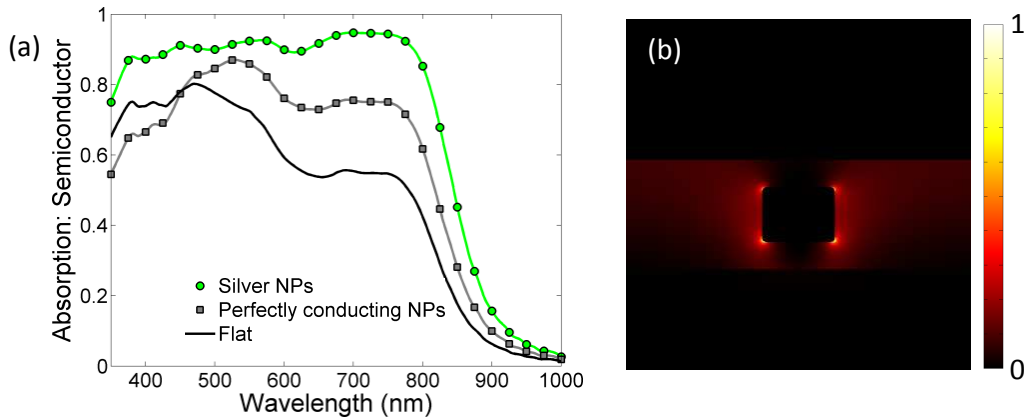 (a)
Absorption: Semiconductor
1
0.8
0.6
0.4
0.2
0
400 500 600 700 800 900 1000
Wavelength (nm)
Silver NPs
Perfectly conducting NPs
Flat
(b)
1
0